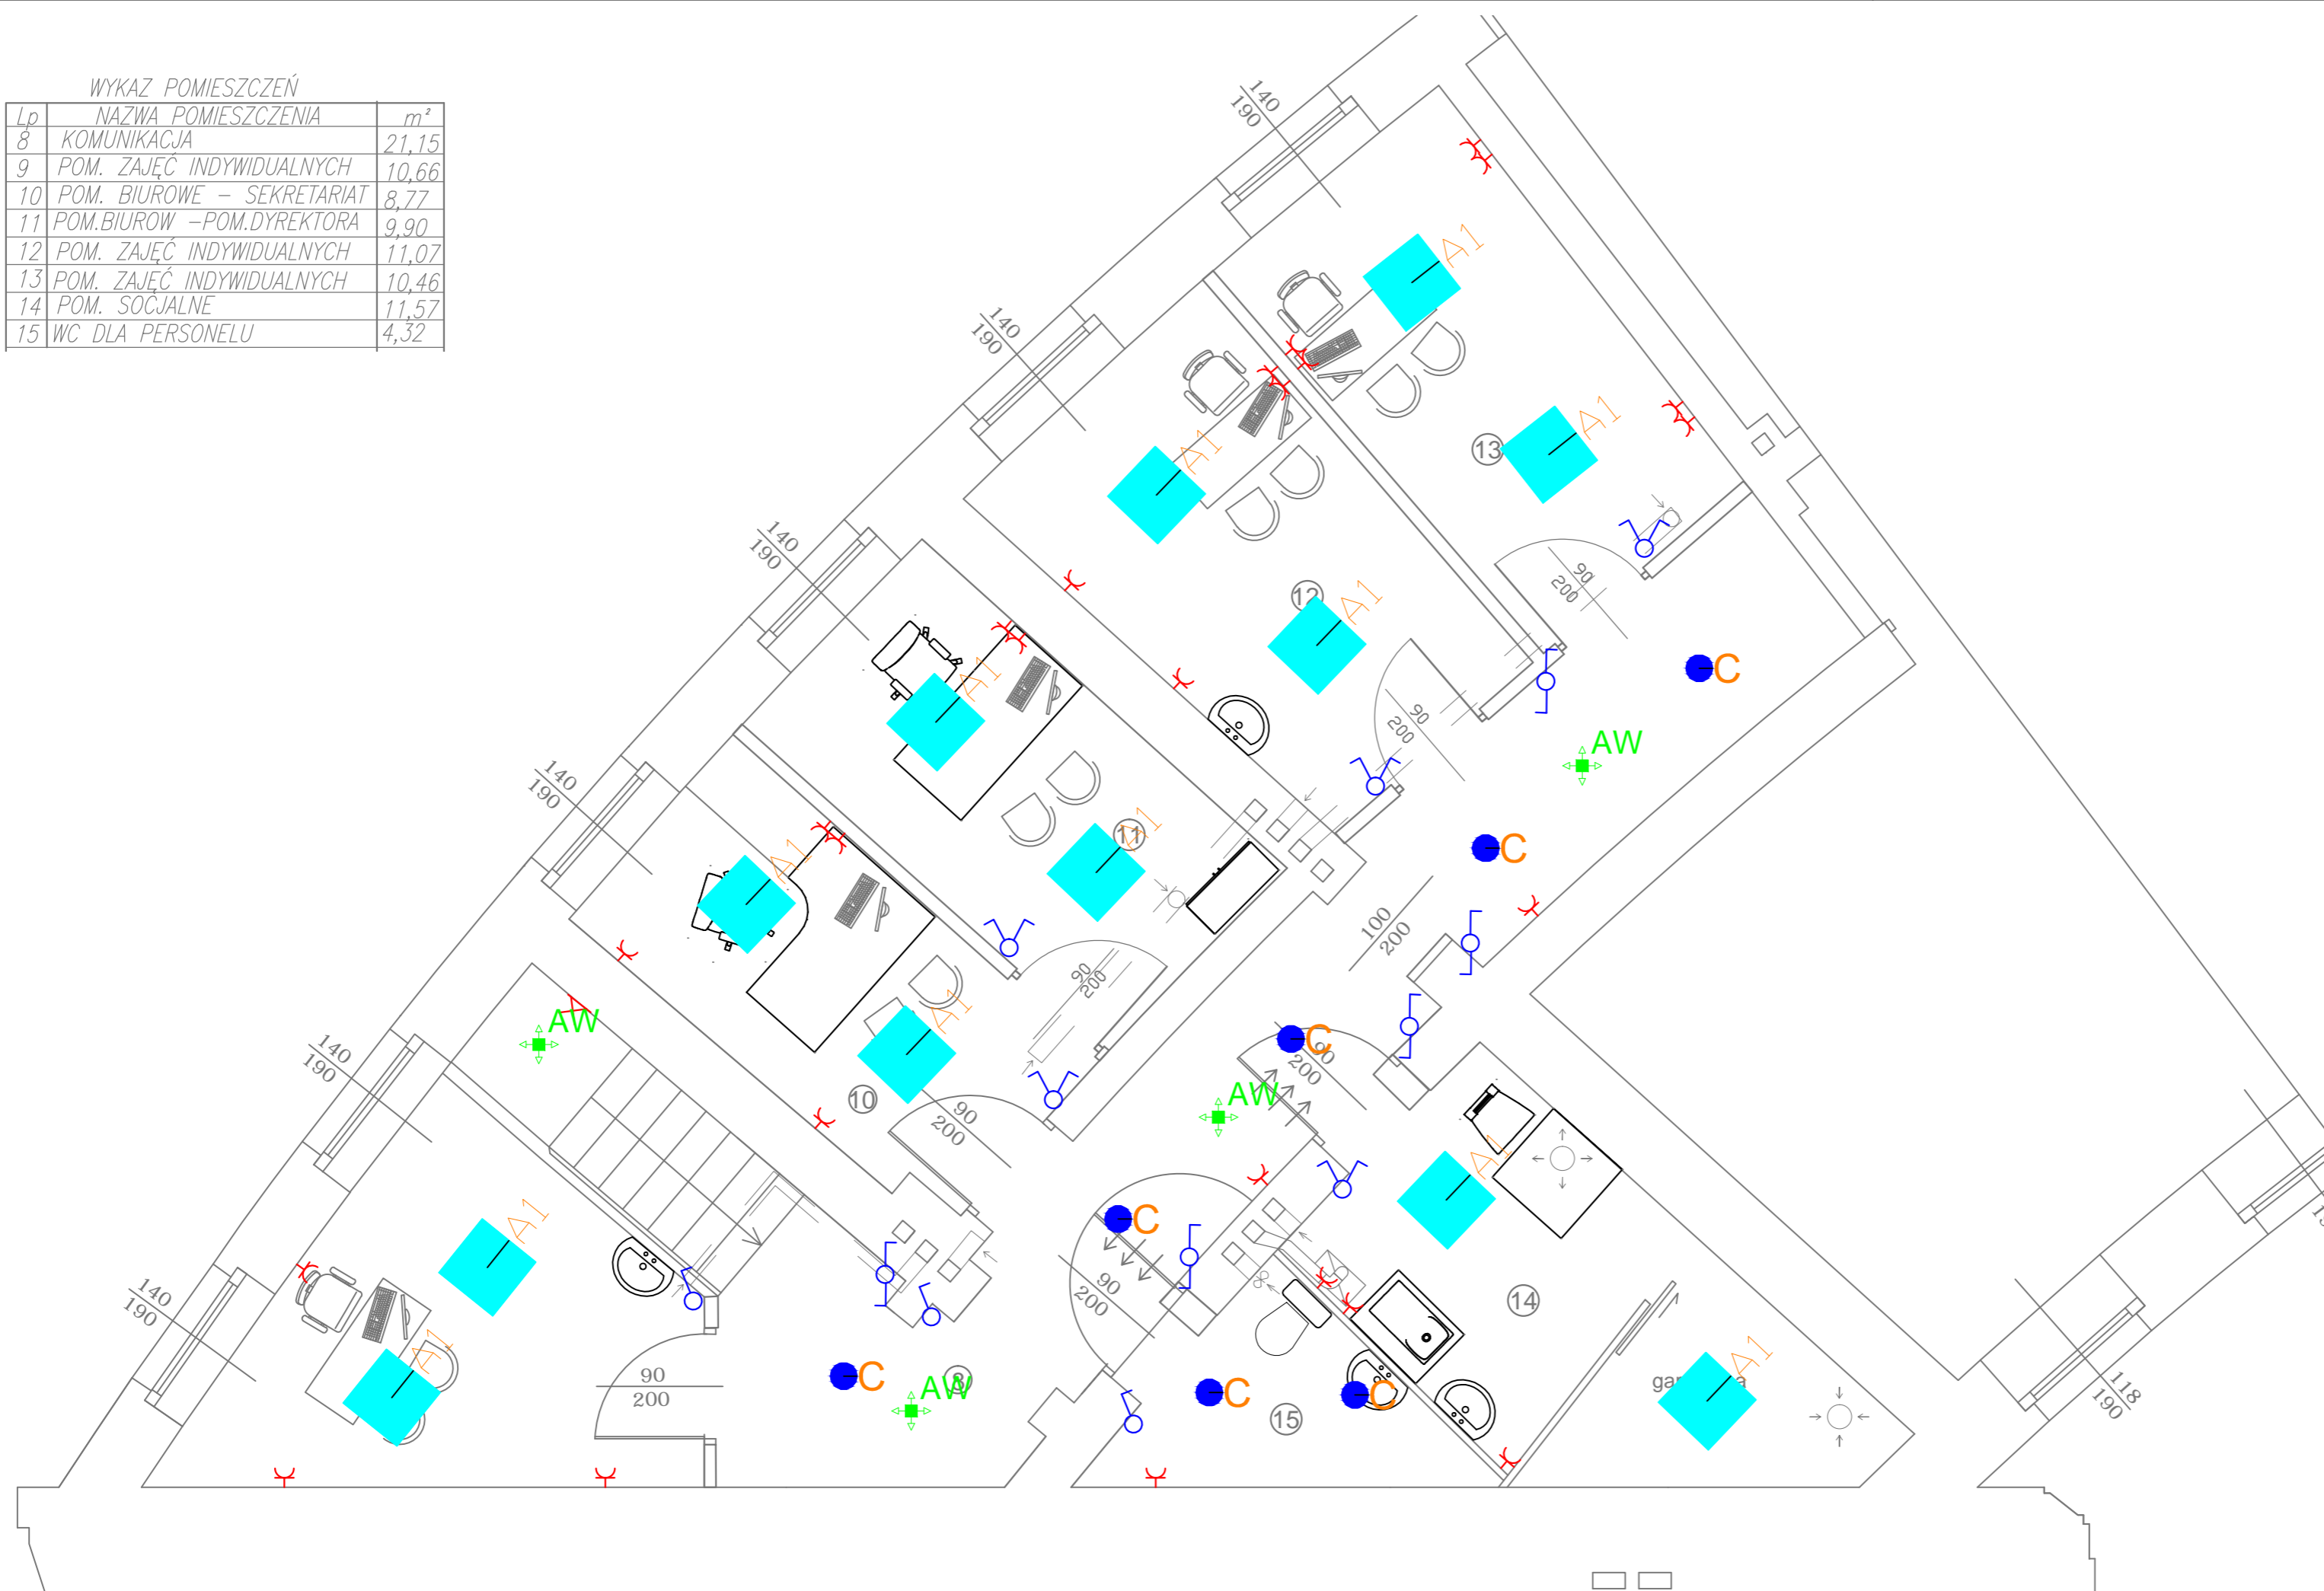 WYKAZ POMIESZCZEŃ
Lp NAZWA POMIESZCZENIA m²
8 KOMUNIKACJA 21,15
9 POM. ZAJĘĆ INDYWIDUALNYCH 10,66
10 POM. BIUROWE – SEKRETARIAT 8,77
11 POM.BIUROW –POM.DYREKTORA 9,90
12 POM. ZAJĘĆ INDYWIDUALNYCH 11,07
13 POM. ZAJĘĆ INDYWIDUALNYCH 10,46
14 POM. SOCJALNE 11,57
15 WC DLA PERSONELU 4,32
140
190
A1
140
190
A1
A1
13
140
190
12
A1
90
200
A1
C
90
200
AW
140
190
11
A1
A1
C
100
200
90
200
AW
A1
C
90
200
140
190
10
90
200
AW
A1
A1
C
140
190
90
200
14
A1
90
200
C
8
AW
C
C
15
A1
118
190